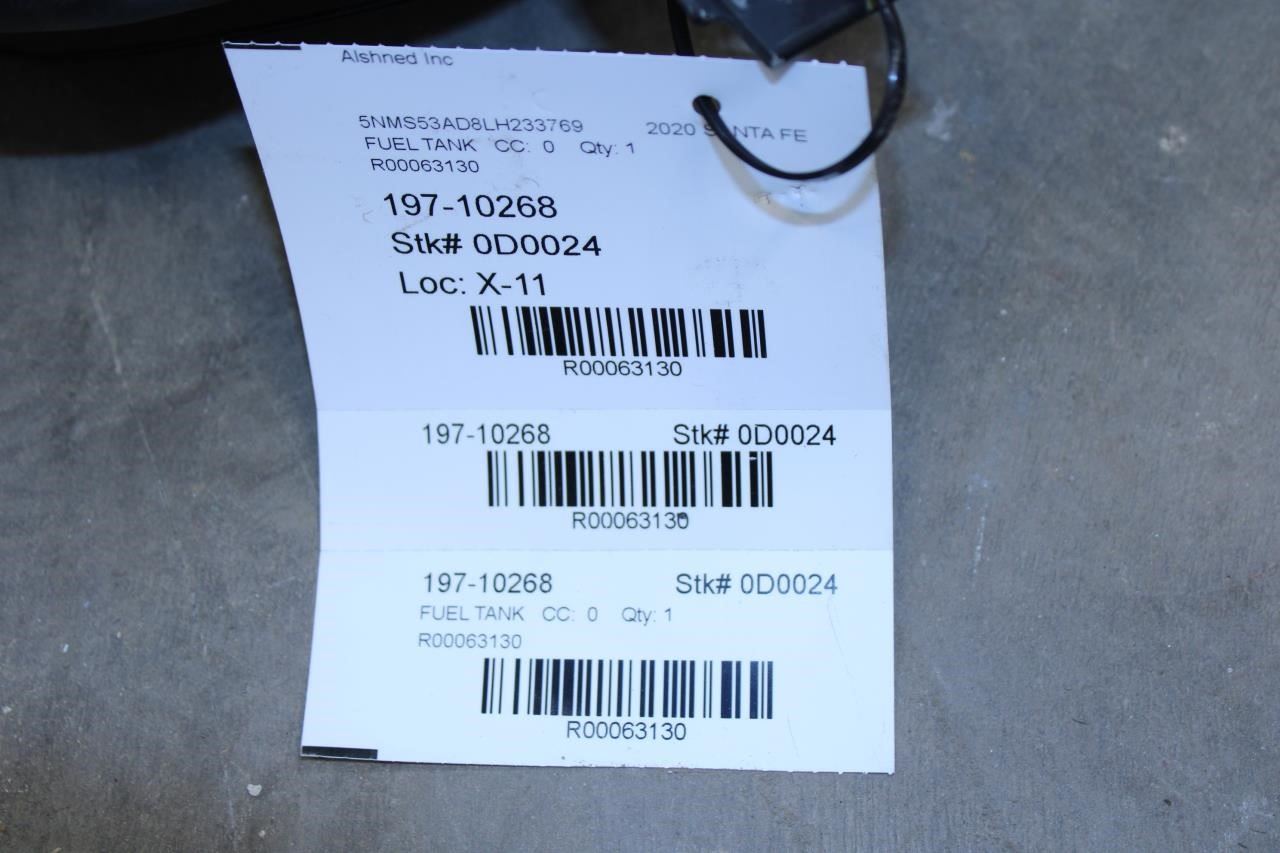 Alshned Inc
5NMS53AD8LH233769 2020 SANTA FE
FUEL TANK CC: 0 Qty: 1
R00063130
197-10268
Stk# 0D0024
Loc: X-11
R00063130
197-10268 Stk# 0D0024
R00063130
197-10268 Stk# 0D0024
FUEL TANK CC: 0 Qty: 1
R00063130
R00063130